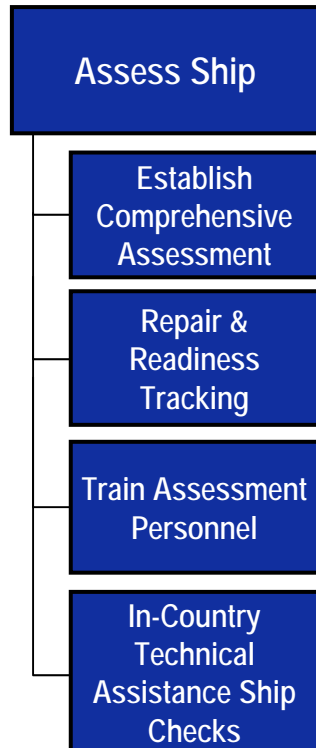 Assess Ship
Establish
Comprehensive
Assessment
Repair &
Readiness
Tracking
Train Assessment
Personnel
In-Country
Technical
Assistance Ship
Checks